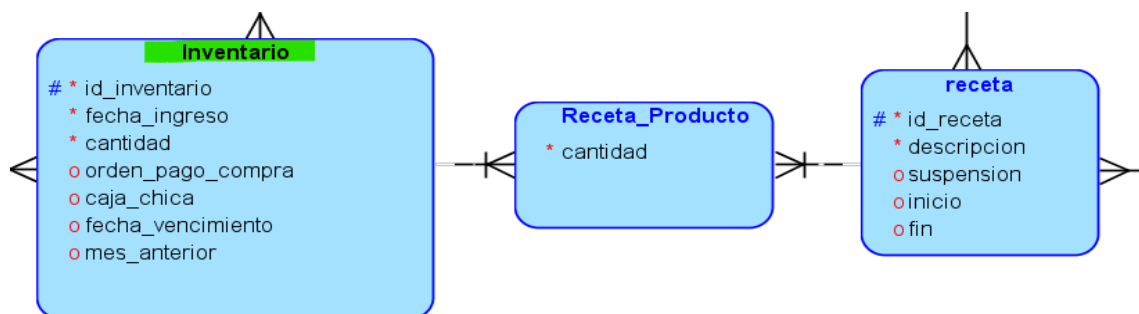 Inventario
# * id_inventario
* fecha_ingreso
* cantidad
o orden_pago_compra
o caja_chica
o fecha_vencimiento
o mes_anterior
Receta_Producto
* cantidad
receta
# * id_receta
* descripcion
o suspension
o inicio
o fin